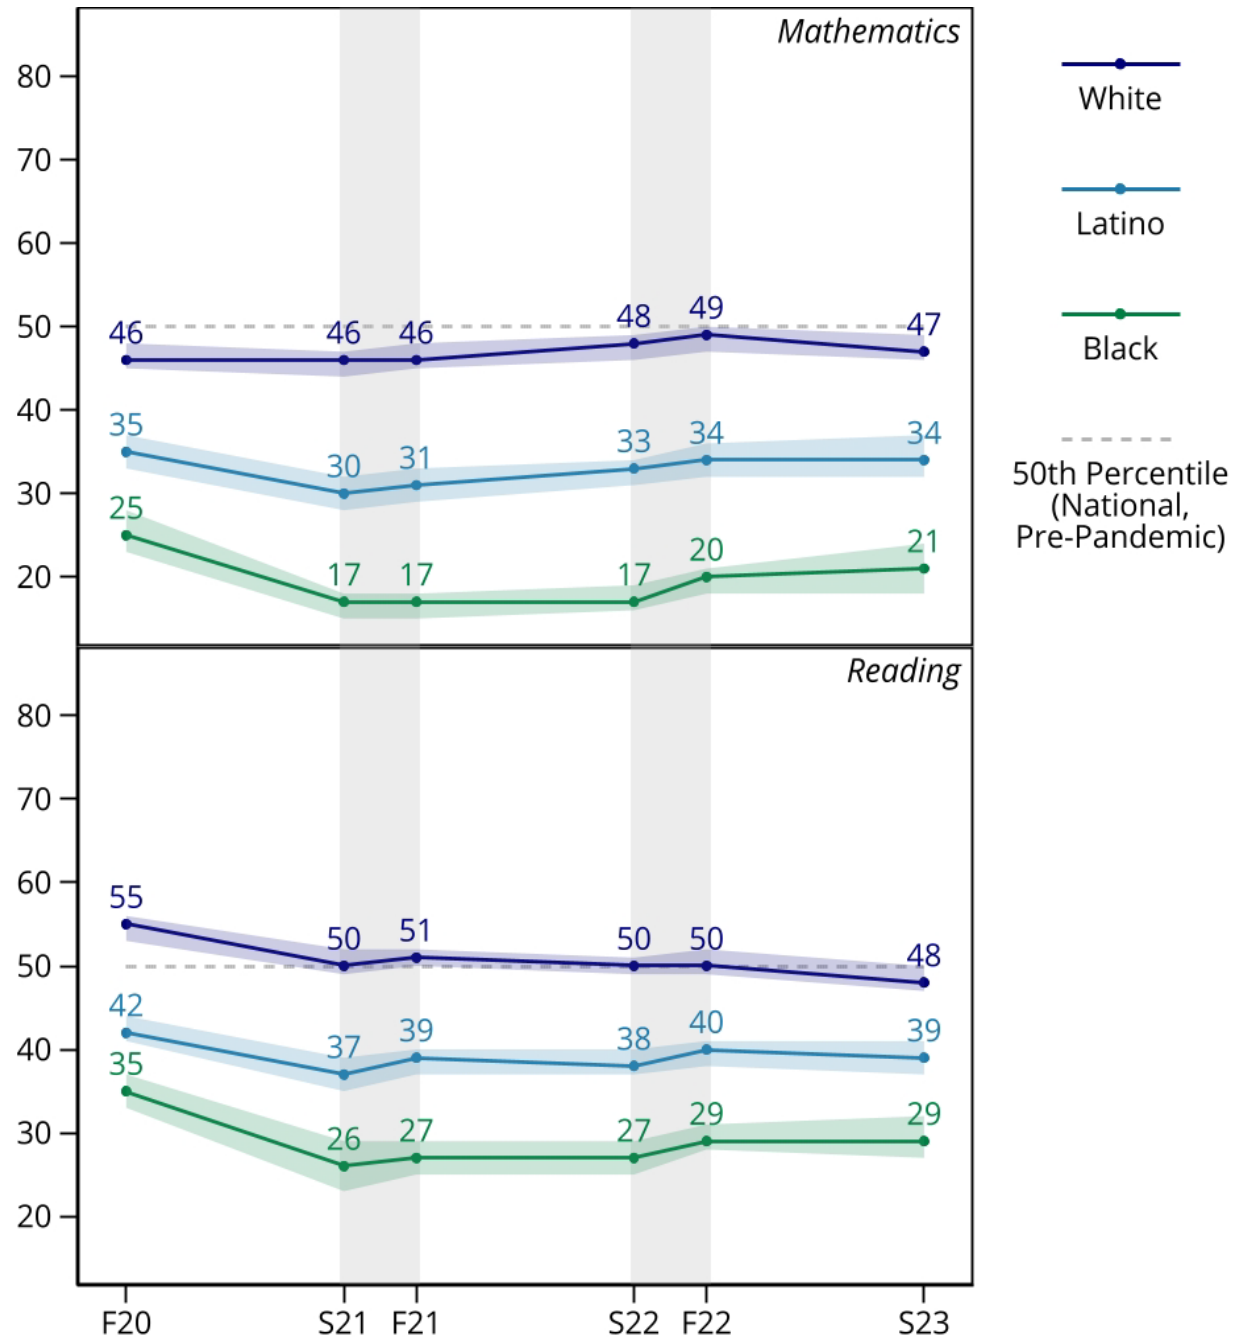 Mathematics
80
70
60
50
40
30
20
46 46 46 48 49 47
35 30 31 33 34 34
25 17 17 17 20 21
Reading
80
70
60
50
40
30
20
55 50 51 50 50 48
42 37 39 38 40 39
35 26 27 27 29 29
F20 S21 F21 S22 F22 S23
White
Latino
Black
50th Percentile
(National,
Pre-Pandemic)